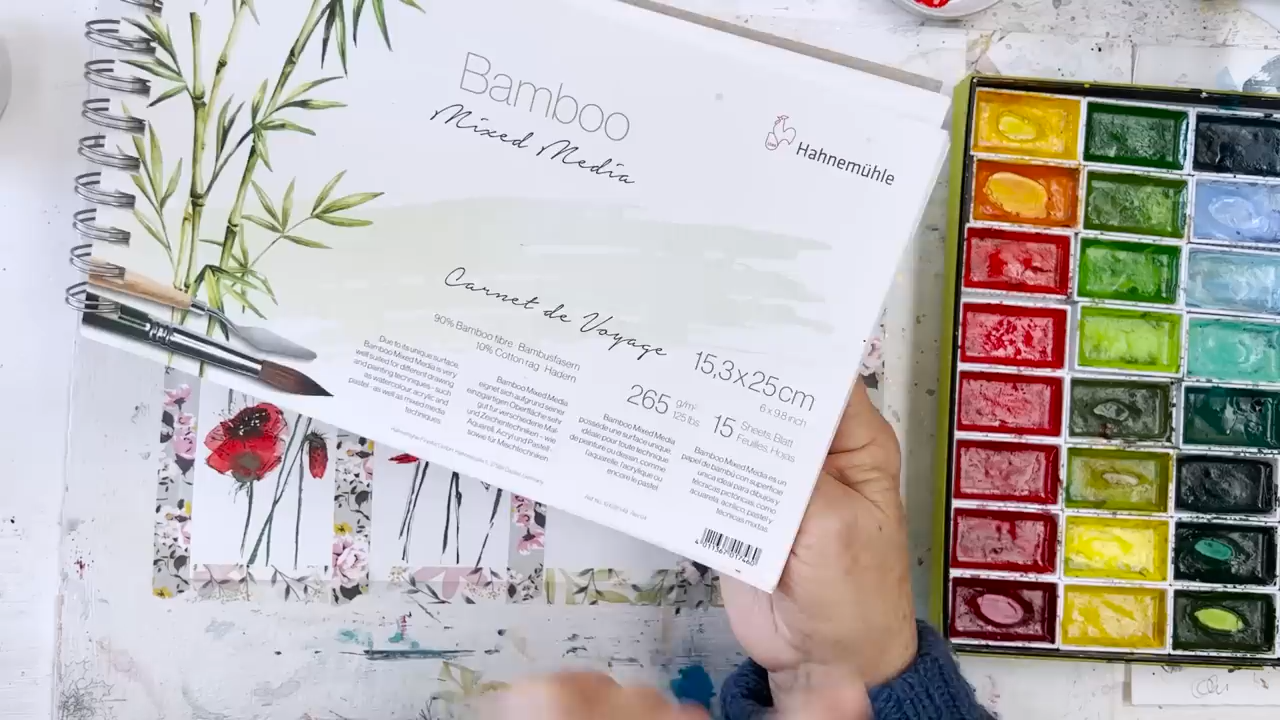 Bamboo
Mixed Media
Hahnemühle
Carnet de Voyage
90% Bamboo fibre · Bambusfasern
10% Cotton rag · Hadern
15,3 x 25 cm
6 x 9.8 inch
265 g/m²
125 lbs
15 Sheets, Blatt
Feuilles, Hojas
Due to its unique surface,
Bamboo Mixed Media is very
well suited for different drawing
and painting techniques - such
as watercolour, acrylic and
pastel - as well as mixed media
techniques.
Bamboo Mixed Media
eignet sich aufgrund seiner
einzigartigen Oberfläche sehr
gut für verschiedene Mal-
und Zeichentechniken - wie
Aquarell, Acryl und Pastell -
sowie für Mischtechniken.
Bamboo Mixed Media
possède une surface unique,
idéale pour toute technique
de peinture ou dessin, comme
l'aquarelle, l'acrylique ou
encore le pastel.
Bamboo Mixed Media es un
papel de bambú con superficie
única ideal para dibujos y
técnicas pictóricas, como
acuarela, acrílico, pastel y
técnicas mixtas.